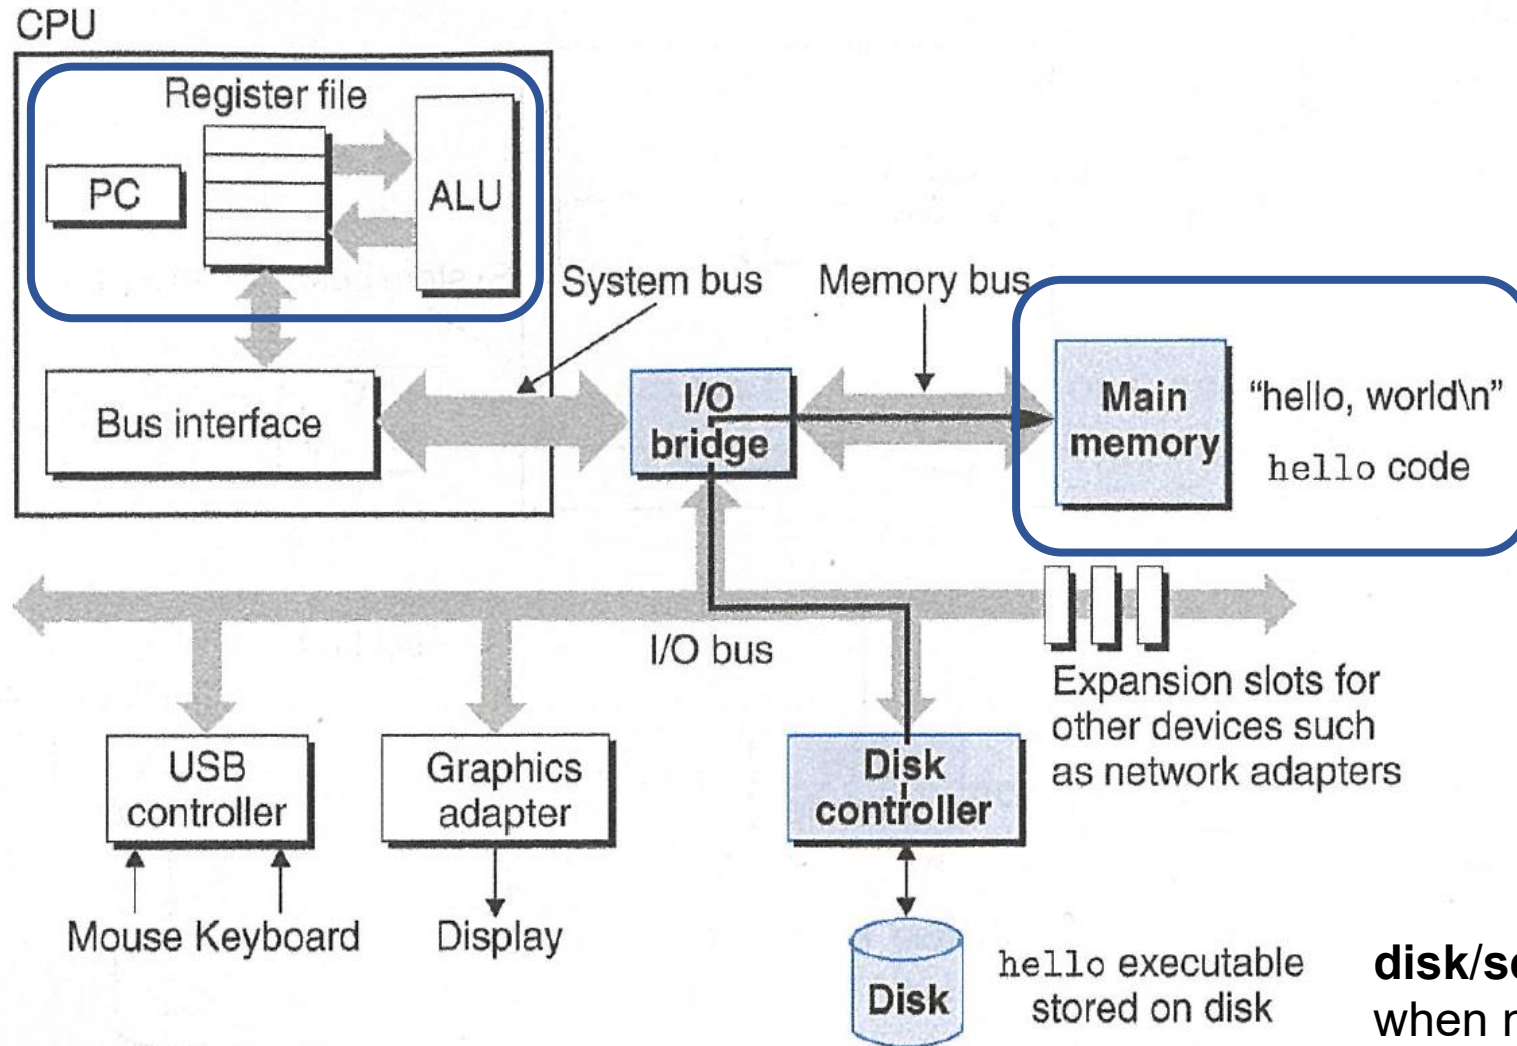 CPU
Register file
PC
ALU
System bus
Memory bus
Bus interface
I/O
bridge
Main
memory
“hello, world\n”
hello code
I/O bus
Expansion slots for
other devices such
as network adapters
USB
controller
Graphics
adapter
Disk
controller
Mouse Keyboard
Display
Disk
hello executable
stored on disk
disk/s
when